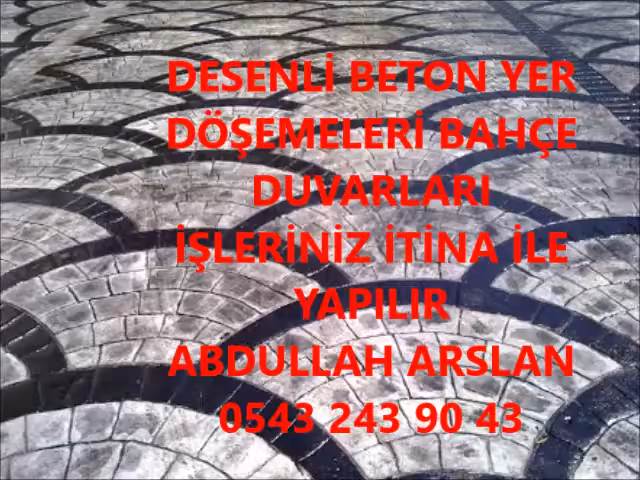 DESENLİ BETON YER
DÖŞEMELERİ BAHÇE
DUVARLARI
İŞLERİNİZ İTİNA İLE
YAPILIR
ABDULLAH ARSLAN
0543 243 90 43